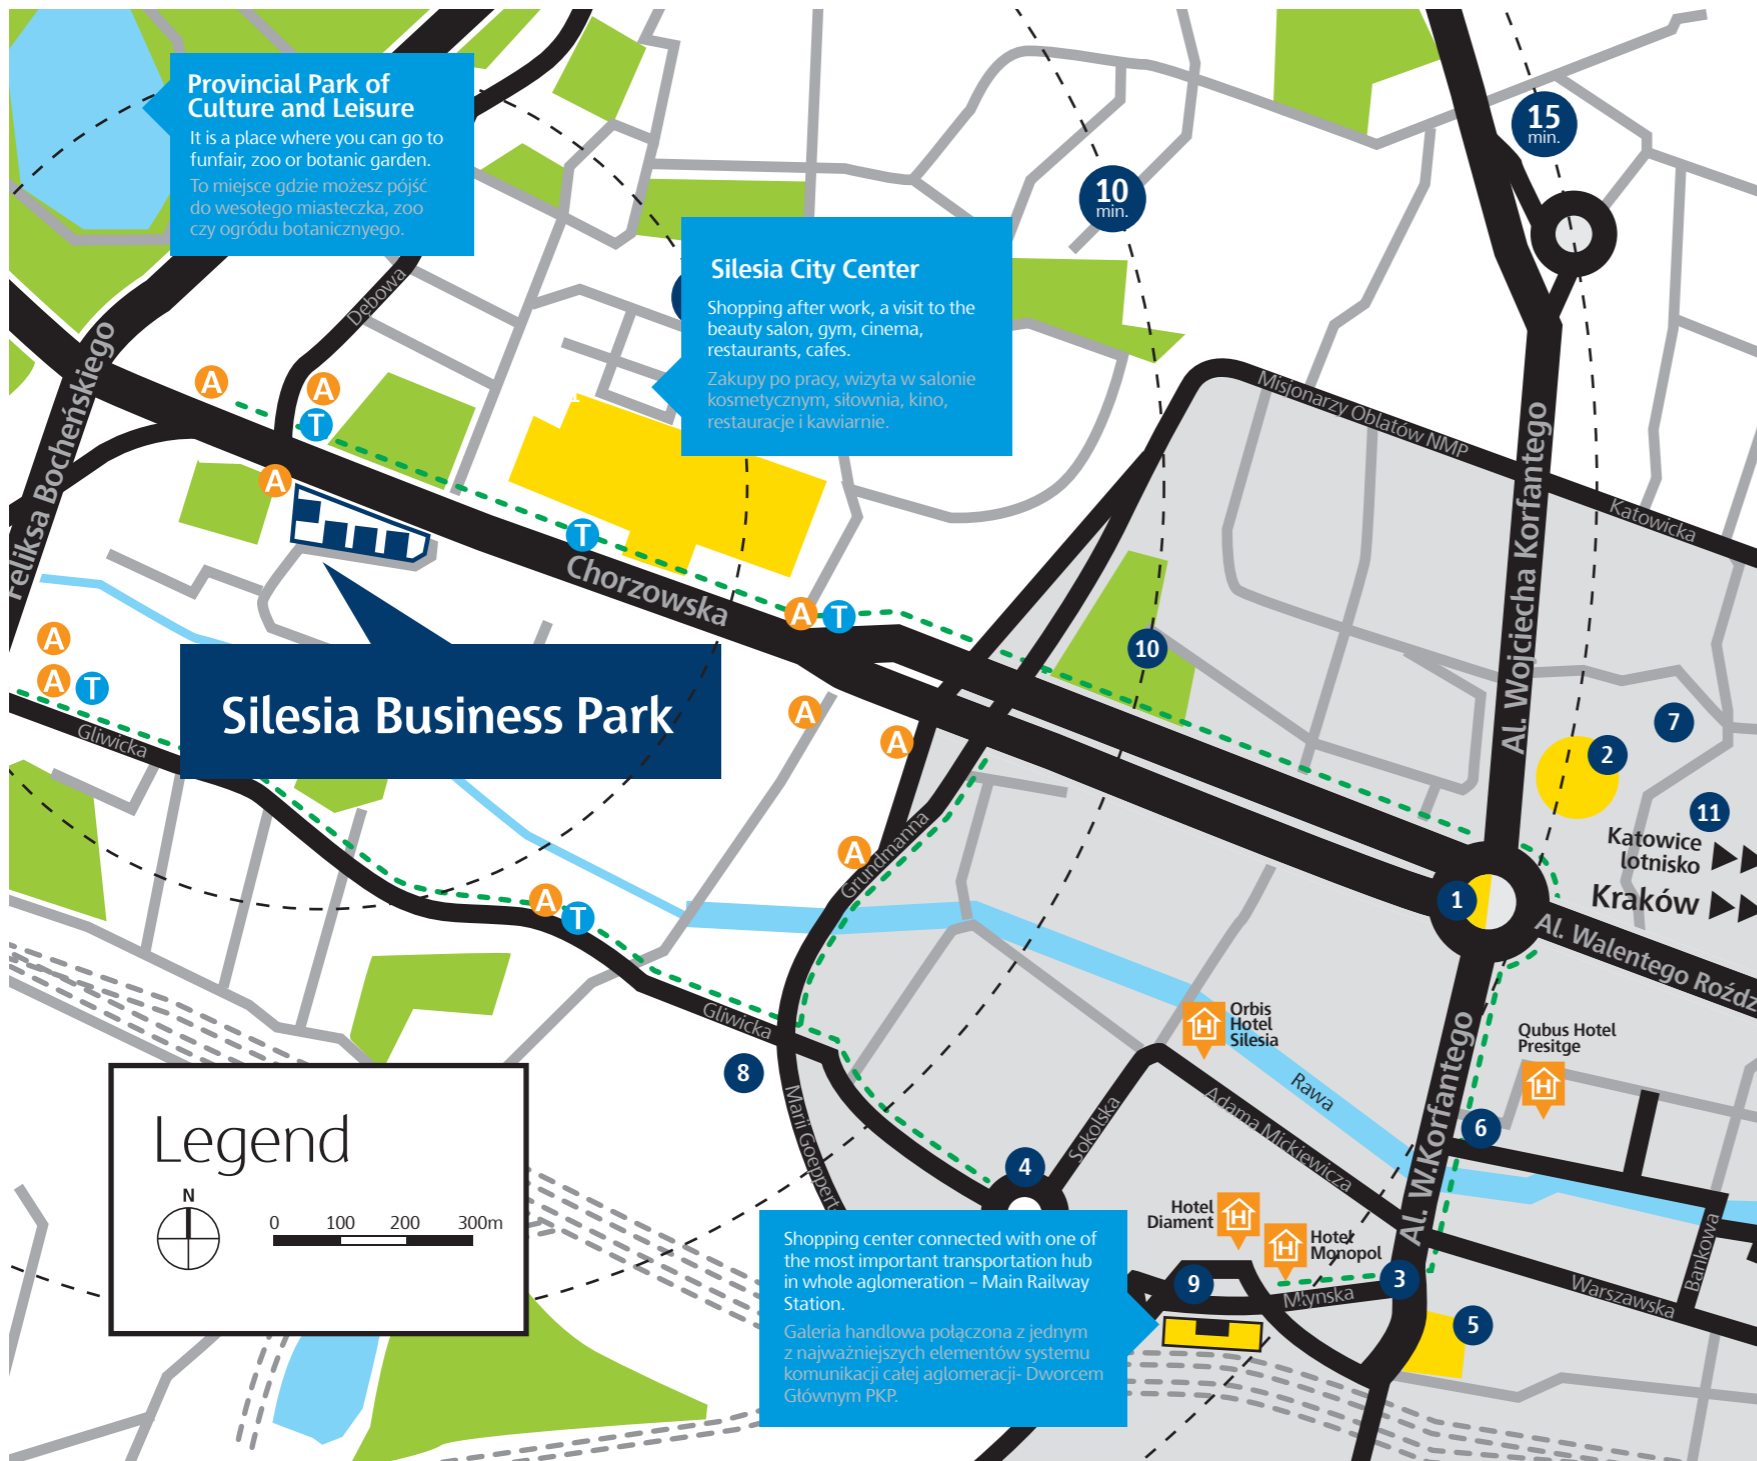 Provincial Park of
Culture and Leisure
It is a place where you can go to
funfair, zoo or botanic garden.
To miejsce gdzie możesz pójść
do wesołego miasteczka, zoo
czy ogródu botanicznyego.
15
min.
10
min.
Silesia City Center
Shopping after work, a visit to the
beauty salon, gym, cinema,
restaurants, cafes.
Zakupy po pracy, wizyta w salonie
kosmetycznym, siłownia, kino,
restauracje i kawiarnie.
Dębowa
Feliksa Bocheńskiego
A
A
T
A
T
Chorzowska
A
T
Misjonarzy Oblatów NMP
Al. Wojciecha Korfantego
Katowicka
A
A
T
Gliwicka
Silesia Business Park
A
A
10
7
2
11
Katowice
lotnisko
Kraków
A
Grundmanna
A
T
1
Al. Walentego Roźdz
Gliwicka
8
Marii Goeppert
Orbis
Hotel
Silesia
H
Rawa
Qubus Hotel
Presitge
H
Al. W.Korfantego
6
Adama Mickiewicza
Sokolska
4
Legend
N
0 100 200 300m
Hotel
Diament
H
Hotel
Monopol
H
9
Młynska
3
5
Warszawska
Bankowa
Shopping center connected with one of
the most important transportation hub
in whole aglomeration – Main Railway
Station.
Galeria handlowa połączona z jednym
z najważniejszych elementów systemu
komunikacji całej aglomeracji- Dworcem
Głównym PKP.